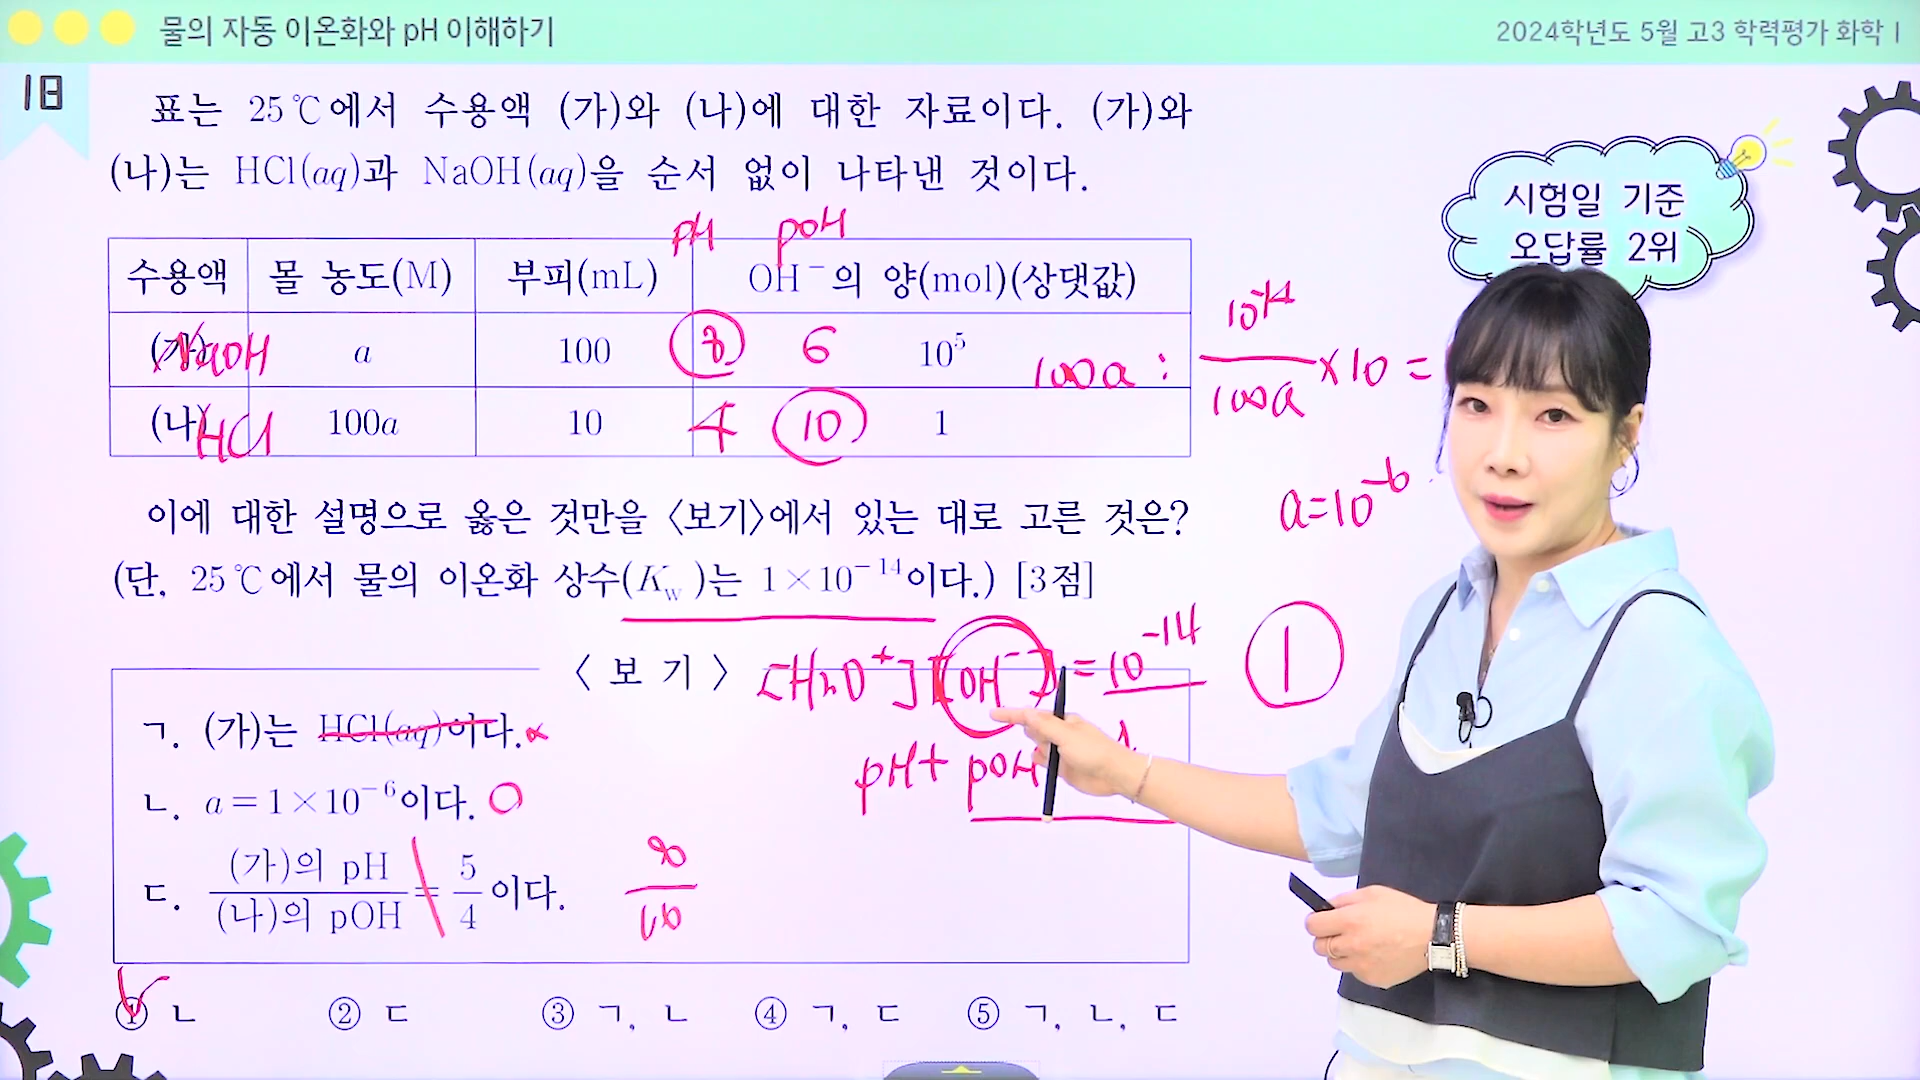 물의 자동 이온화와 pH 이해하기
2024학년도 5월 고3 학력평가 화학 I
18
표는 25℃에서 수용액 (가)와 (나)에 대한 자료이다. (가)와
(나)는 HCl(aq)과 NaOH(aq)을 순서 없이 나타낸 것이다.
시험일 기준
오답률 2위
pH pOH
수용액 몰 농도(M) 부피(mL) OH⁻의 양(mol)(상댓값)
(가) NaOH a 100 8 6 10⁵
(나) HCl 100a 10 4 10 1
100a : 10⁻¹⁴/100a × 10 =
a=10⁻⁶
이에 대한 설명으로 옳은 것만을 <보기>에서 있는 대로 고른 것은?
(단, 25℃에서 물의 이온화 상수(K_w)는 1×10⁻¹⁴이다.) [3점]
<보기>
[H₃O⁺][OH⁻]=10⁻¹⁴ ①
pH+ pOH
ㄱ. (가)는 HCl(aq)이다.
ㄴ. a=1×10⁻⁶이다. O
ㄷ. (가)의 pH/(나)의 pOH = 5/4 이다. 8/10
① ㄴ ② ㄷ ③ ㄱ, ㄴ ④ ㄱ, ㄷ ⑤ ㄱ, ㄴ, ㄷ